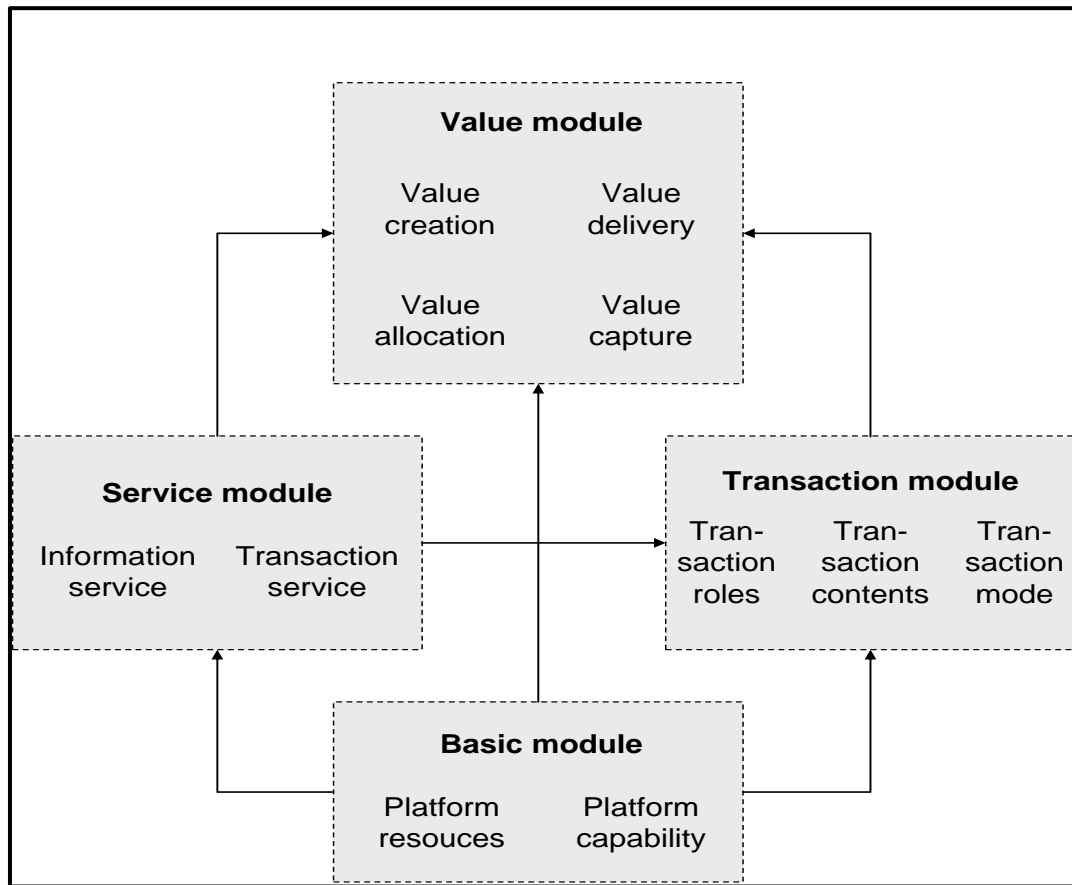 Value module
Value
creation
Value
delivery
Value
allocation
Value
capture
Service module
Information
service
Transaction
service
Transaction module
Tran-
saction
roles
Tran-
saction
contents
Tran-
saction
mode
Basic module
Platform
resouces
Platform
capability